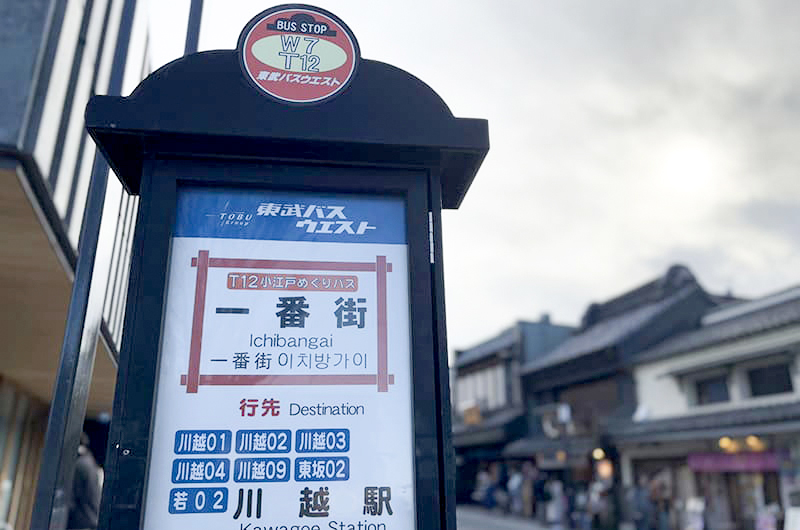 BUS STOP
W 7
T 12
東武バスウエスト
TOBU
Group
東武バス
ウエスト
T12小江戸めぐりバス
一番街
Ichibangai
一番街 이치방가이
行先 Destination
川越01 川越02 川越03
川越04 川越09 東坂02
若02 川越駅
Kawagoe Station